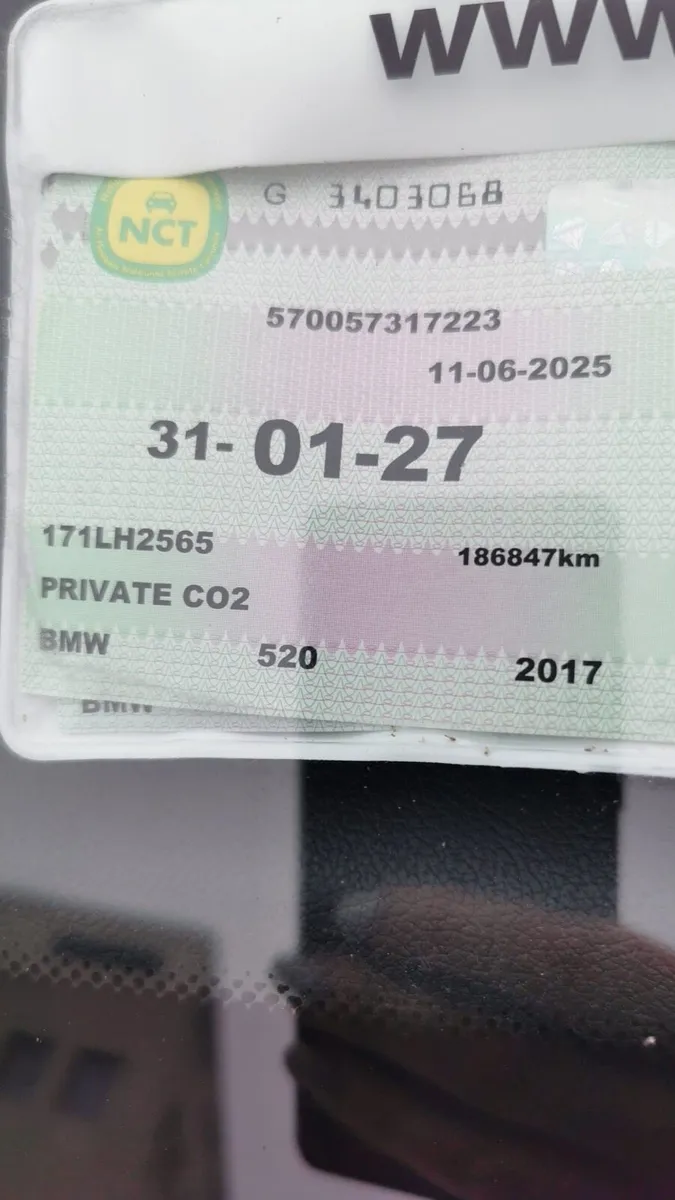 WWW
NCT
G 3403068
570057317223
11-06-2025
31-01-27
171LH2565
186847km
PRIVATE CO2
BMW 520 2017
BMW